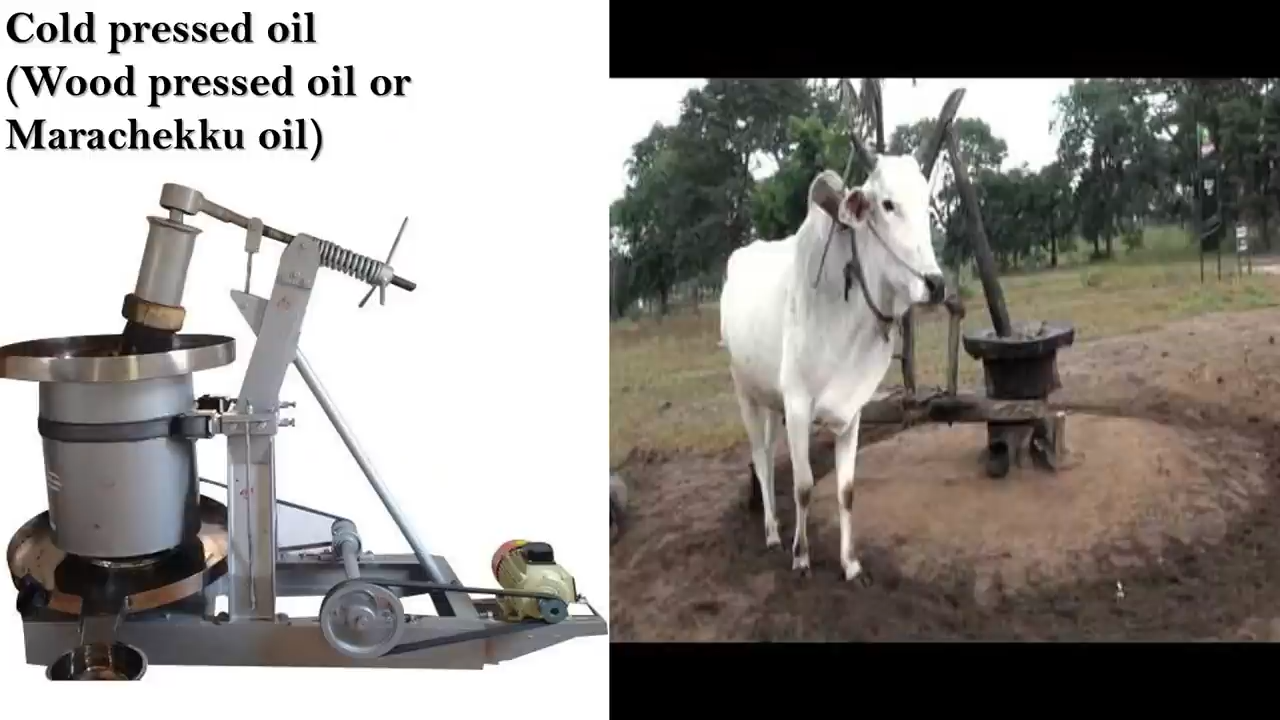 Cold pressed oil
(Wood pressed oil or
Marachekku oil)